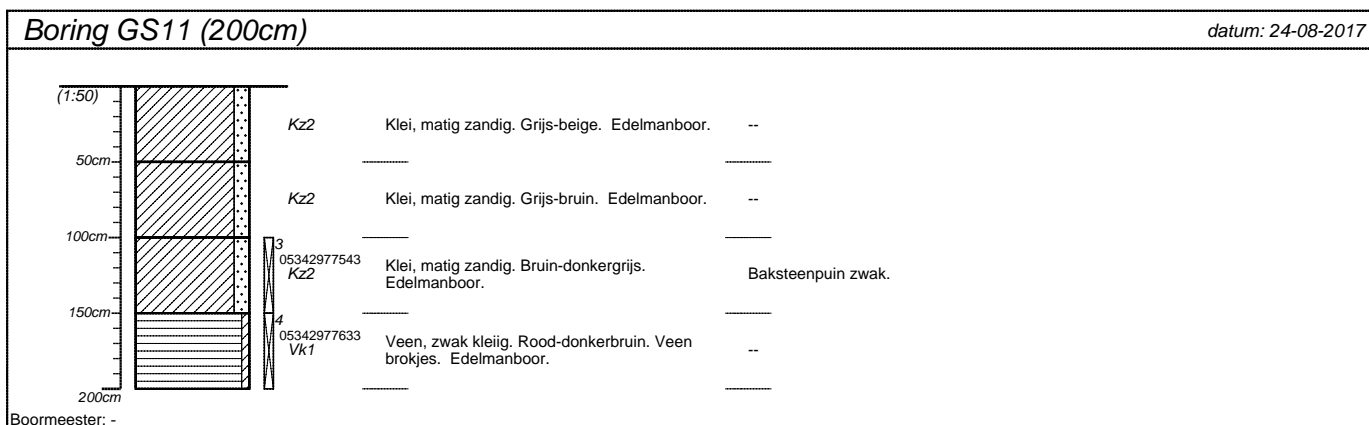 Boring GS11 (200cm)
datum: 24-08-2017
(1:50)
Kz2
Klei, matig zandig. Grijs-beige. Edelmanboor.
--
50cm
Kz2
Klei, matig zandig. Grijs-bruin. Edelmanboor.
--
100cm
3
05342977543
Kz2
Klei, matig zandig. Bruin-donkergrijs.
Edelmanboor.
Baksteenpuin zwak.
150cm
4
05342977633
Vk1
Veen, zwak kleiig. Rood-donkerbruin. Veen
brokjes. Edelmanboor.
--
200cm
Boormeester: -